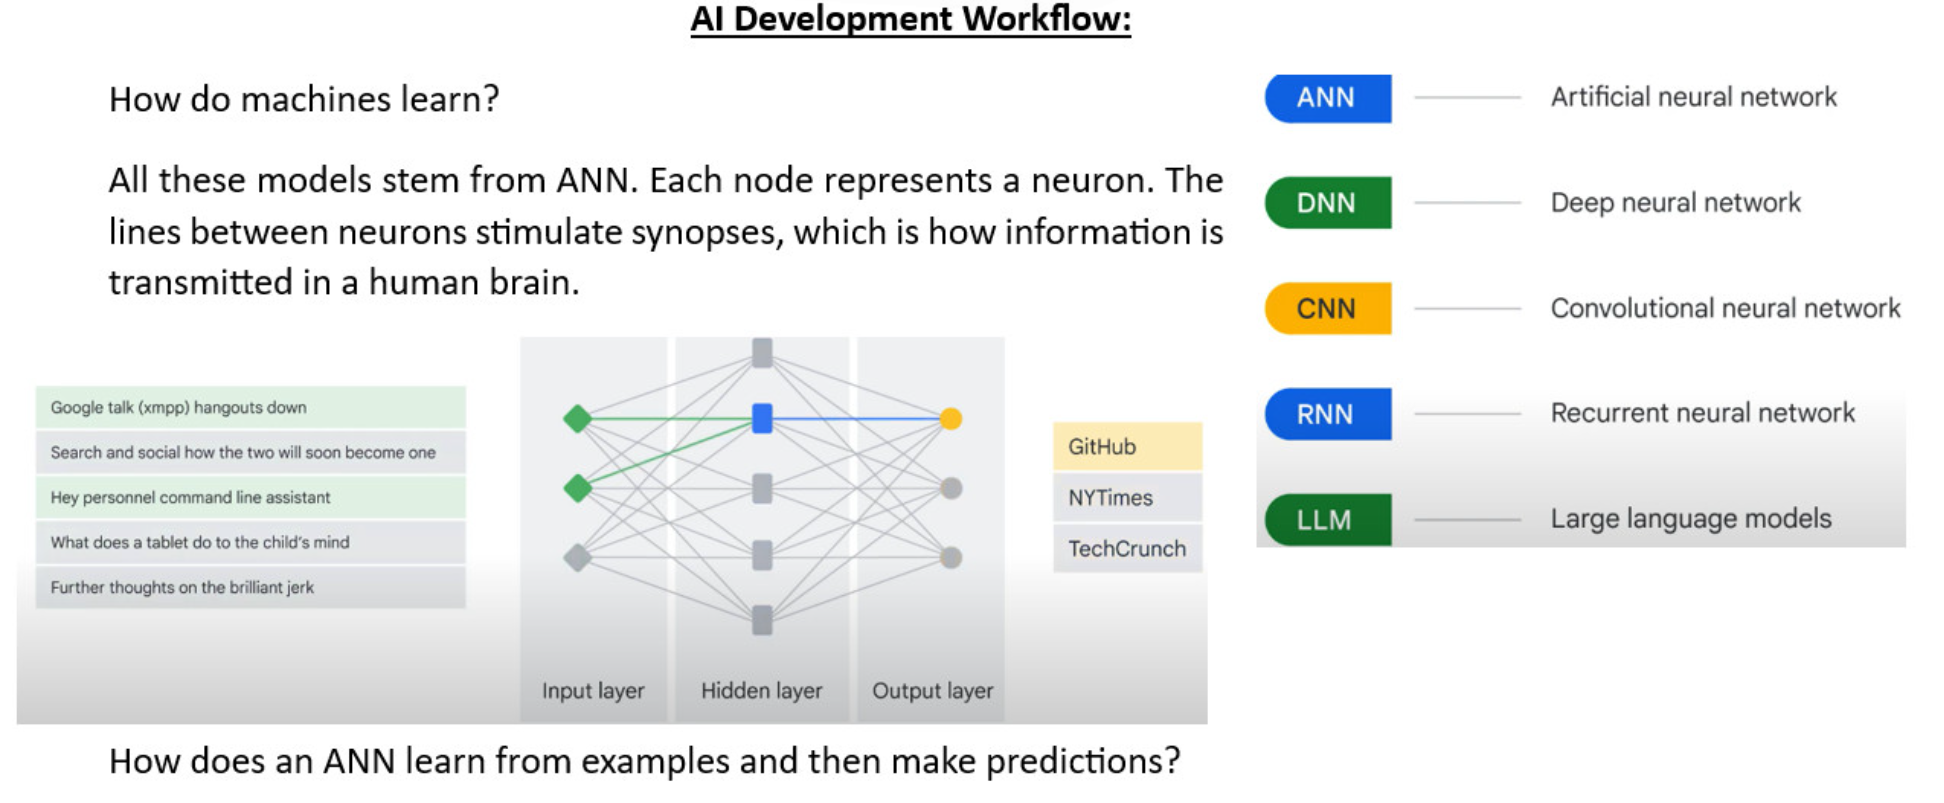 AI Development Workflow:
How do machines learn?
All these models stem from ANN. Each node represents a neuron. The
lines between neurons stimulate synopses, which is how information is
transmitted in a human brain.
ANN Artificial neural network
DNN Deep neural network
CNN Convolutional neural network
RNN Recurrent neural network
LLM Large language models
Google talk (xmpp) hangouts down
Search and social how the two will soon become one
Hey personnel command line assistant
What does a tablet do to the child's mind
Further thoughts on the brilliant jerk
Input layer
Hidden layer
Output layer
GitHub
NYTimes
TechCrunch
How does an ANN learn from examples and then make predictions?